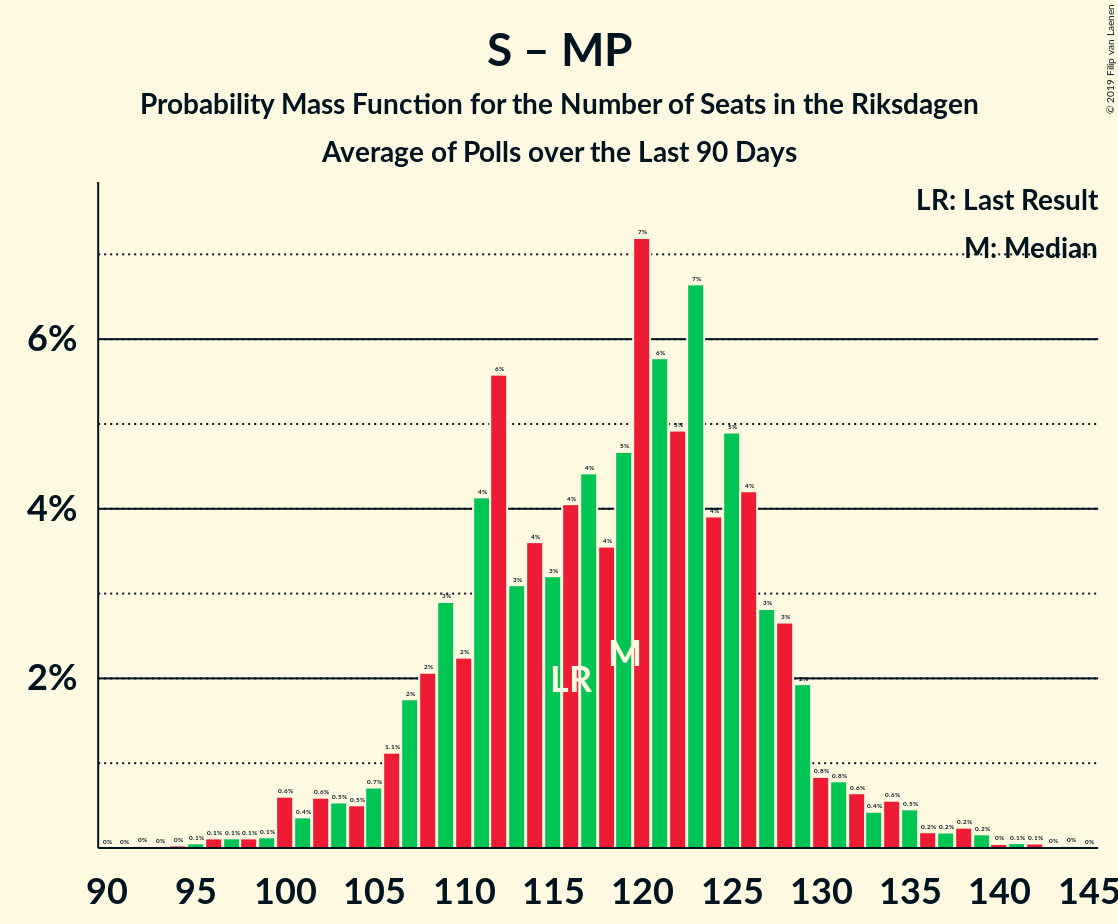 S – MP
Probability Mass Function for the Number of Seats in the Riksdagen
Average of Polls over the Last 90 Days
© 2019 Filip van Laenen
LR: Last Result
M: Median
6%
4%
2%
0% 0% 0% 0% 0% 0.1% 0.1% 0.1% 0.1% 0.1% 0.6% 0.4% 0.6% 0.5% 0.5% 0.7% 1.1% 2% 2% 3% 2% 4% 6% 3% 4% 3% 4% 4% 4% 5% 7% 6% 5% 7% 4% 5% 4% 3% 3% 2% 0.8% 0.8% 0.6% 0.4% 0.6% 0.5% 0.2% 0.2% 0.2% 0.2% 0% 0.1% 0.1% 0% 0% 0%
M
LR
90 95 100 105 110 115 120 125 130 135 140 145